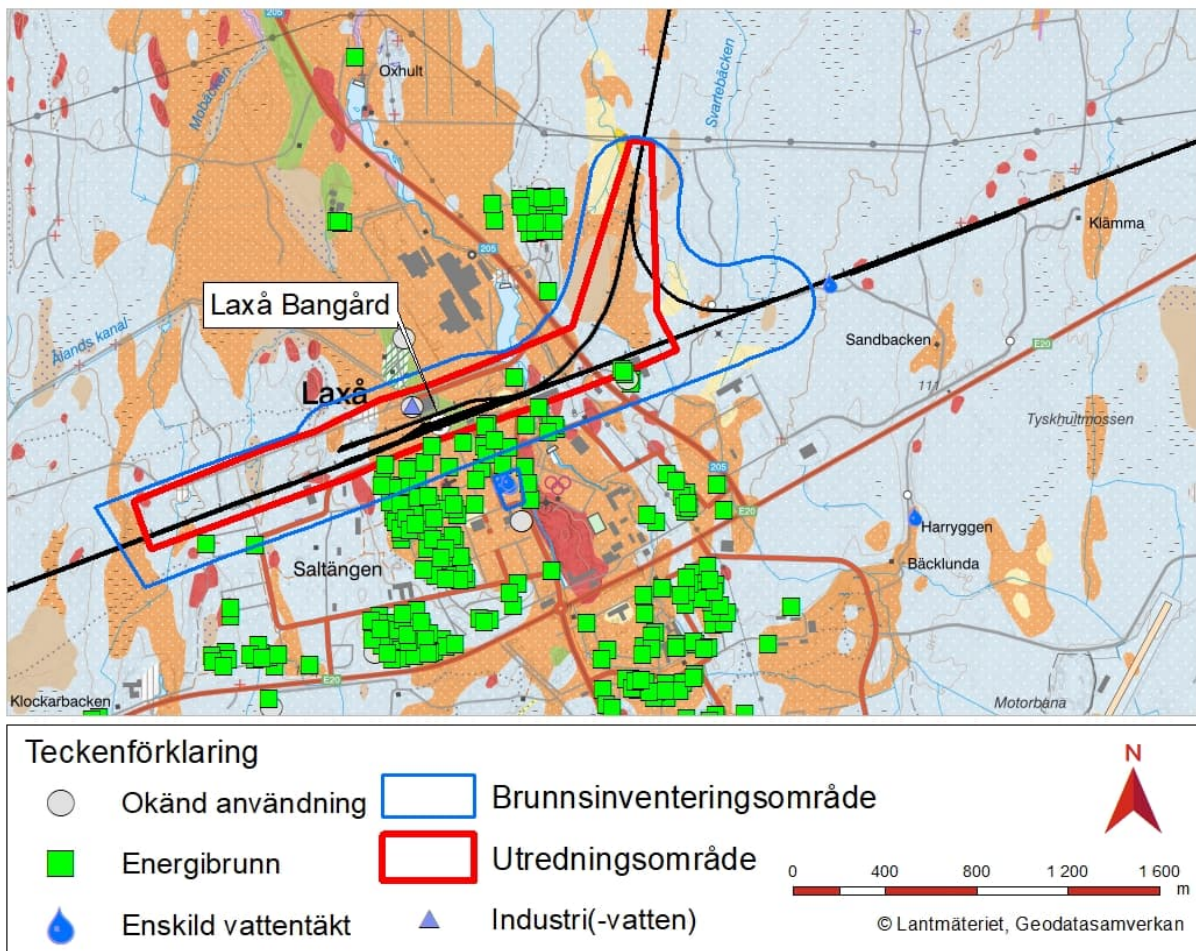 205
Oxhult
Mobäcken
Svartebäcken
Klämma
205
Laxå Bangård
Ålands kanal
Sandbacken
E20
Laxå
111
Tyskhultmossen
205
E20
Harryggen
Bäcklunda
Saltängen
E20
Klockarbacken
Motorbana
Teckenförklaring
Okänd användning
Energibrunn
Enskild vattentäkt
Brunnsinventeringsområde
Utredningsområde
Industri(-vatten)
N
0 400 800 1 200 1 600
m
© Lantmäteriet, Geodatasamverkan